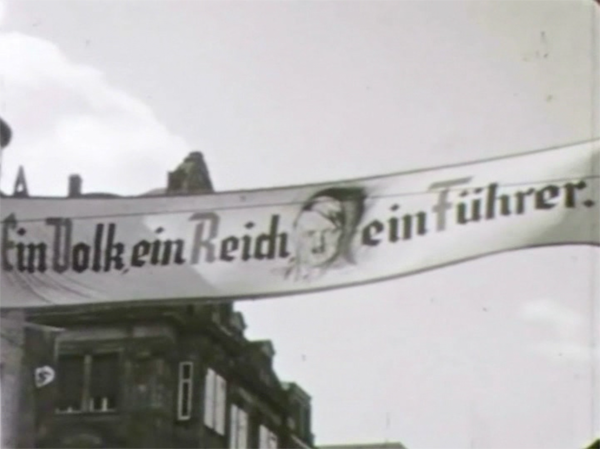 Ein Volk, ein Reich, ein Führer.